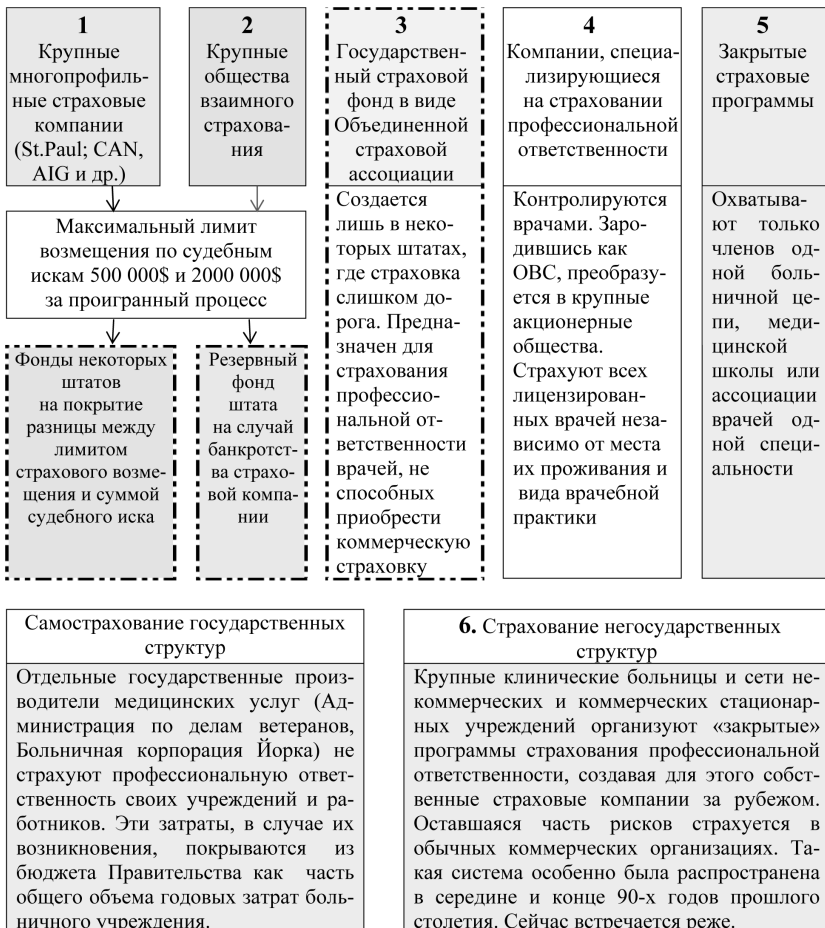 1
Крупные
многопрофиль-
ные страховые
компании
(St.Paul; CAN,
AIG и др.)
2
Крупные
общества
взаимного
страхова-
ния
Максимальный лимит
возмещения по судебным
искам 500 000$ и 2000 000$
за проигранный процесс
Фонды некоторых
штатов
на покрытие
разницы между
лимитом
страхового возме-
щения и суммой
судебного иска
Резервный
фонд
штата
на случай
банкротст-
ва страхо-
вой компа-
нии
3
Государствен-
ный страховой
фонд в виде
Объединенной
страховой
ассоциации
Создается
лишь в неко-
торых штатах,
где страховка
слишком до-
рога. Предна-
значен для
страхования
профессио-
нальной от-
ветственности
врачей, не
способных
приобрести
коммерческую
страховку
4
Компании, специа-
лизирующиеся
на страховании
профессиональной
ответственности
Контролируются
врачами. Заро-
дившись как
ОВС, преобразу-
ется в крупные
акционерные
общества.
Страхуют всех
лицензирован-
ных врачей неза-
висимо от места
их проживания и
вида врачебной
практики
5
Закрытые
страховые
программы
Охватыва-
ют только
членов од-
ной боль-
ничной це-
пи, меди-
цинской
школы или
ассоциации
врачей од-
ной специ-
альности
Самострахование государственных
структур
Отдельные государственные произ-
водители медицинских услуг (Ад-
министрация по делам ветеранов,
Больничная корпорация Йорка) не
страхуют профессиональную ответ-
ственность своих учреждений и ра-
ботников. Эти затраты, в случае их
возникновения, покрываются из
бюджета Правительства как часть
общего объема годовых затрат боль-
ничного учреждения.
6. Страхование негосударственных
структур
Крупные клинические больницы и сети не-
коммерческих и коммерческих стационар-
ных учреждений организуют «закрытые»
программы страхования профессиональной
ответственности, создавая для этого собст-
венные страховые компании за рубежом.
Оставшаяся часть рисков страхуется в
обычных коммерческих организациях. Та-
кая система особенно была распространена
в середине и конце 90-х годов прошлого
столетия. Сейчас встречается реже.